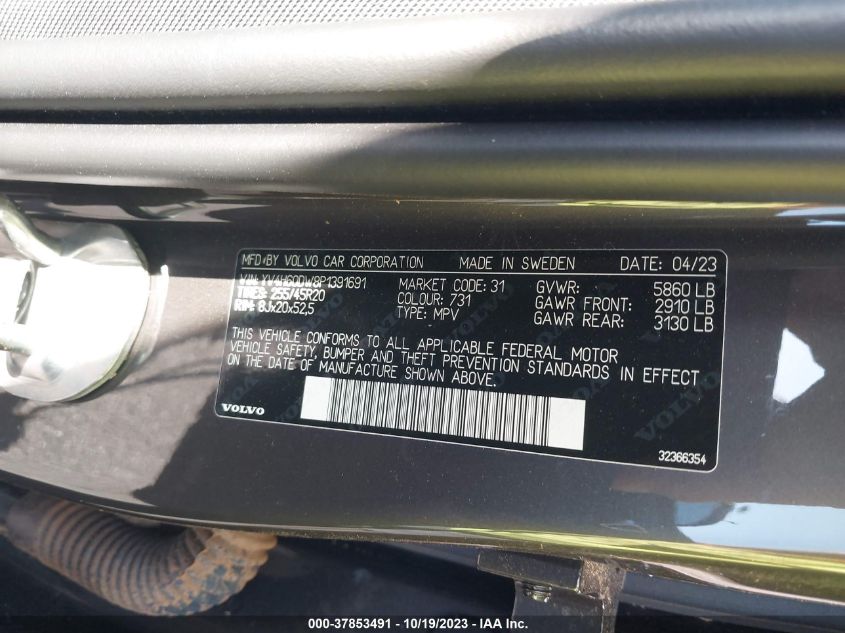 MFD BY VOLVO CAR CORPORATION MADE IN SWEDEN DATE: 04/23
VIN: YV4H60DW8P1391691 MARKET CODE: 31 GVWR: 5860 LB
TIRE: 255/45R20 COLOUR: 731 GAWR FRONT: 2910 LB
RIM: 8Jx20x52,5 TYPE: MPV GAWR REAR: 3130 LB
THIS VEHICLE CONFORMS TO ALL APPLICABLE FEDERAL MOTOR
VEHICLE SAFETY, BUMPER AND THEFT PREVENTION STANDARDS IN EFFECT
ON THE DATE OF MANUFACTURE SHOWN ABOVE.
VOLVO
32366354
000-37853491 - 10/19/2023 - IAA Inc.